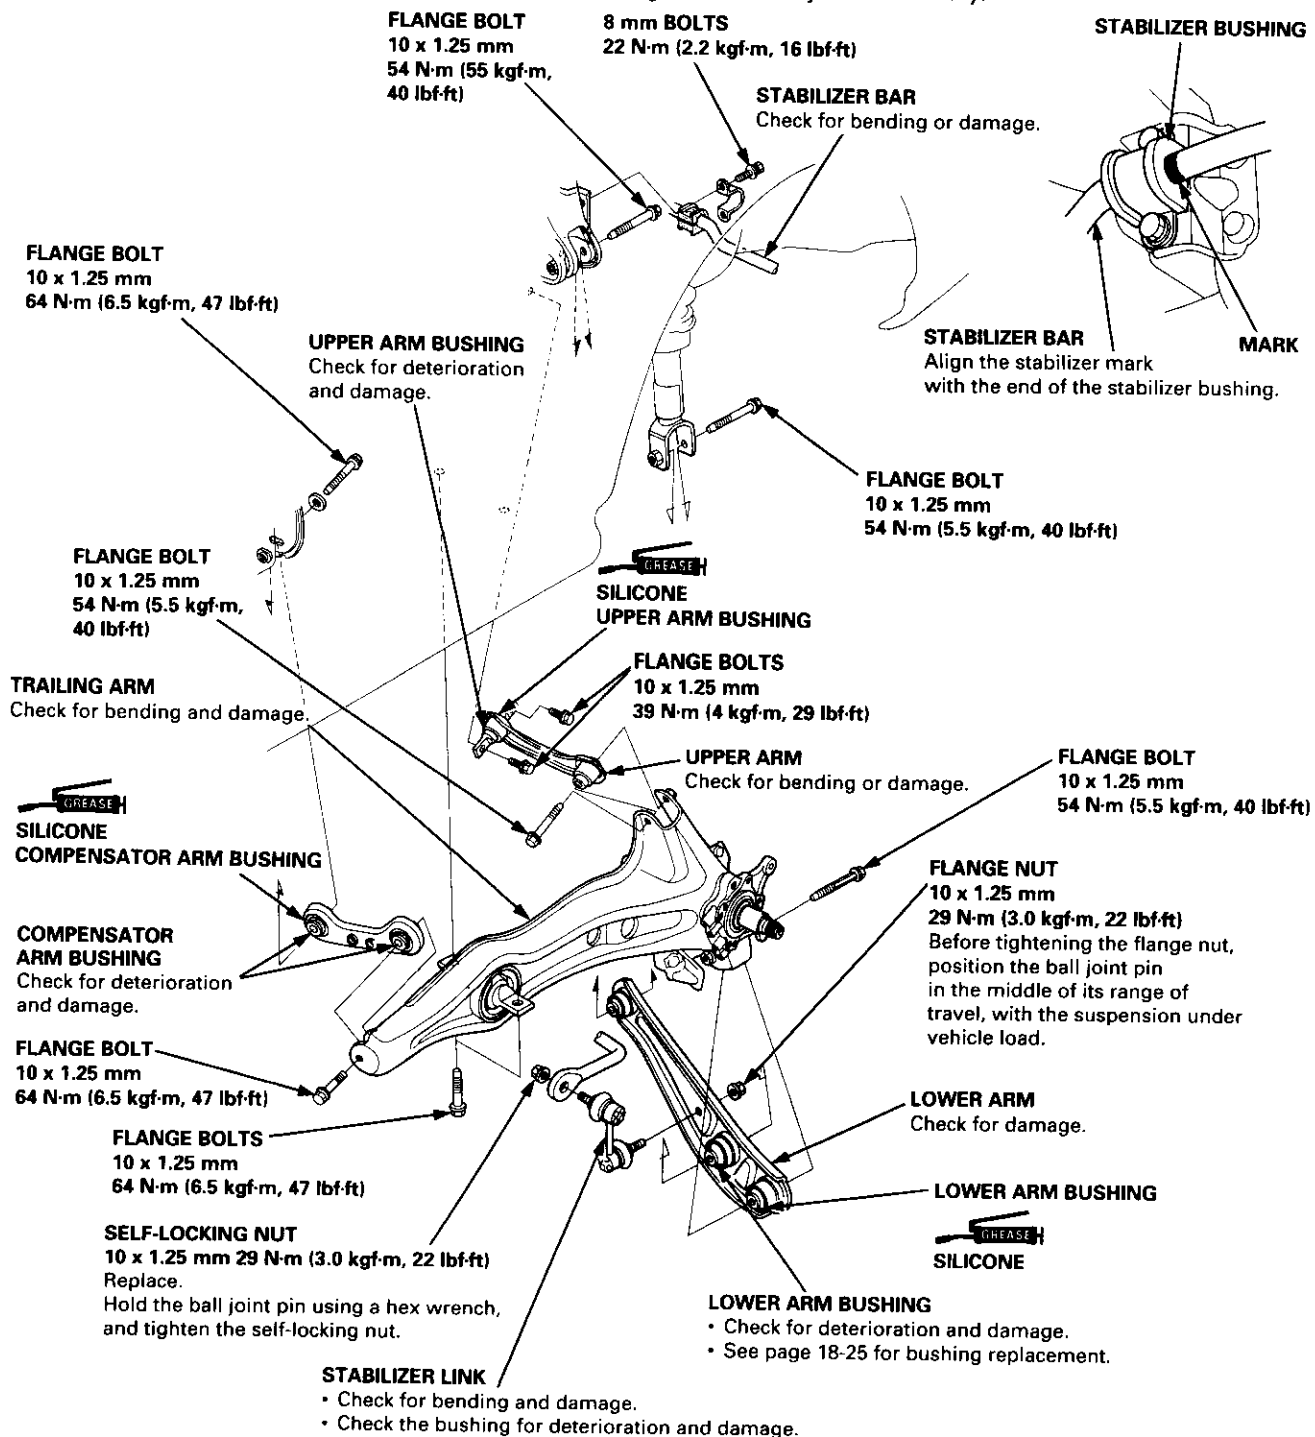 FLANGE BOLT
10 x 1.25 mm
54 N·m (55 kgf·m,
40 lbf·ft)
8 mm BOLTS
22 N·m (2.2 kgf·m, 16 lbf·ft)
STABILIZER BAR
Check for bending or damage.
STABILIZER BUSHING
STABILIZER BAR
Align the stabilizer mark
with the end of the stabilizer bushing.
MARK
FLANGE BOLT
10 x 1.25 mm
64 N·m (6.5 kgf·m, 47 lbf·ft)
UPPER ARM BUSHING
Check for deterioration
and damage.
FLANGE BOLT
10 x 1.25 mm
54 N·m (5.5 kgf·m, 40 lbf·ft)
FLANGE BOLT
10 x 1.25 mm
54 N·m (5.5 kgf·m,
40 lbf·ft)
GREASE
SILICONE
UPPER ARM BUSHING
FLANGE BOLTS
10 x 1.25 mm
39 N·m (4 kgf·m, 29 lbf·ft)
TRAILING ARM
Check for bending and damage.
UPPER ARM
Check for bending or damage.
FLANGE BOLT
10 x 1.25 mm
54 N·m (5.5 kgf·m, 40 lbf·ft)
GREASE
SILICONE
COMPENSATOR ARM BUSHING
FLANGE NUT
10 x 1.25 mm
29 N·m (3.0 kgf·m, 22 lbf·ft)
Before tightening the flange nut,
position the ball joint pin
in the middle of its range of
travel, with the suspension under
vehicle load.
COMPENSATOR
ARM BUSHING
Check for deterioration
and damage.
FLANGE BOLT
10 x 1.25 mm
64 N·m (6.5 kgf·m, 47 lbf·ft)
LOWER ARM
Check for damage.
FLANGE BOLTS
10 x 1.25 mm
64 N·m (6.5 kgf·m, 47 lbf·ft)
LOWER ARM BUSHING
GREASE
SILICONE
SELF-LOCKING NUT
10 x 1.25 mm 29 N·m (3.0 kgf·m, 22 lbf·ft)
Replace.
Hold the ball joint pin using a hex wrench,
and tighten the self-locking nut.
LOWER ARM BUSHING
• Check for deterioration and damage.
• See page 18-25 for bushing replacement.
STABILIZER LINK
• Check for bending and damage.
• Check the bushing for deterioration and damage.